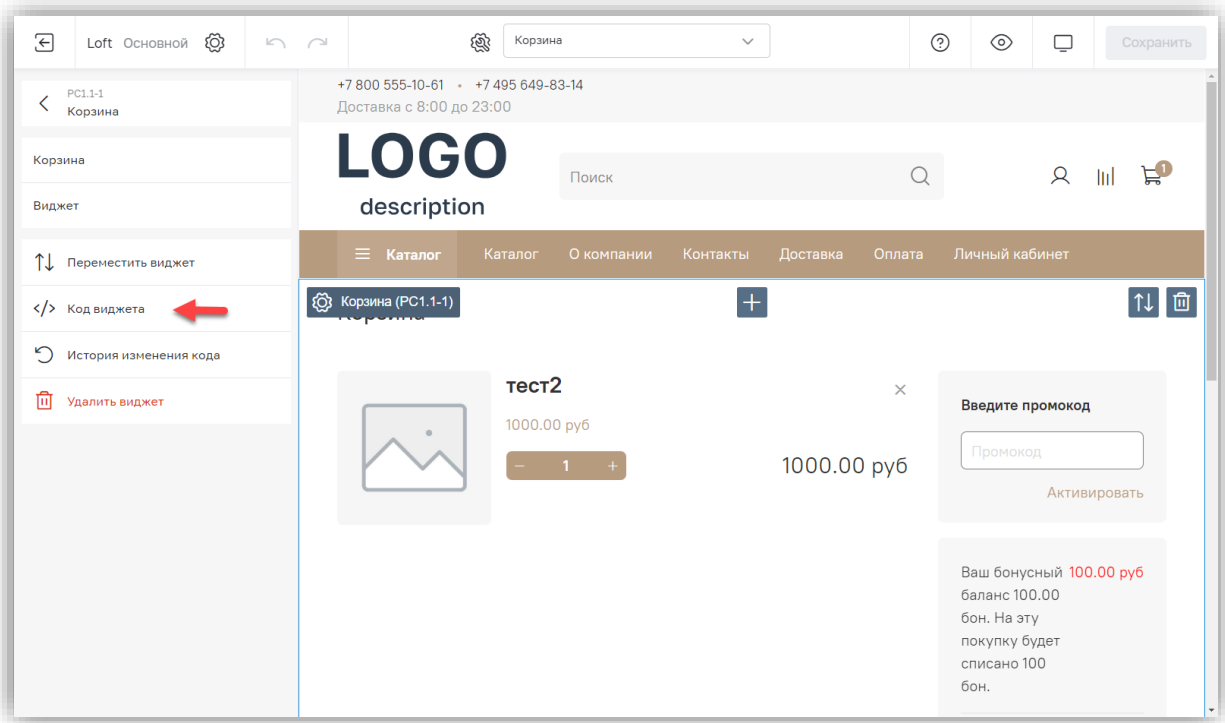 Loft Основной
Корзина
Сохранить
PC1.1-1
Корзина
Корзина
Виджет
Переместить виджет
Код виджета
История изменения кода
Удалить виджет
+7 800 555-10-61 • +7 495 649-83-14
Доставка с 8:00 до 23:00
LOGO
description
Поиск
1
Каталог
Каталог
О компании
Контакты
Доставка
Оплата
Личный кабинет
Корзина (PC1.1-1)
Корзина
тест2
1000.00 руб
− 1 +
1000.00 руб
Введите промокод
Промокод
Активировать
Ваш бонусный 100.00 руб
баланс 100.00
бон. На эту
покупку будет
списано 100
бон.